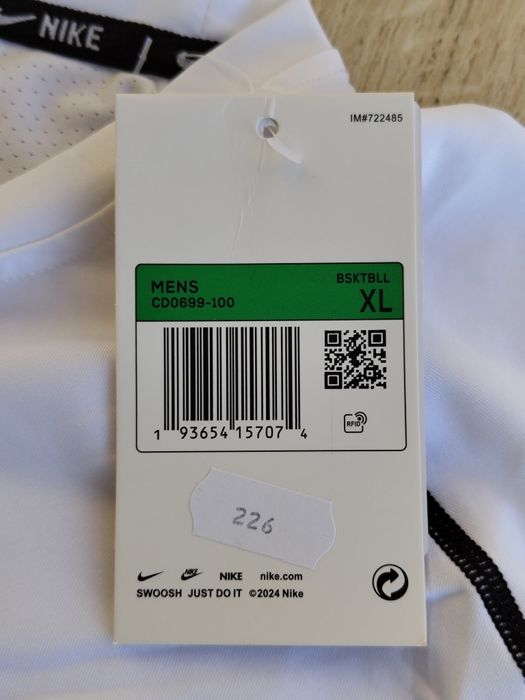 NIKE
IM#722485
MENS
BSKTBLL
CD0699-100
XL
1 93654 15707 4
RFID
226
NIKE nike.com
SWOOSH JUST DO IT ©2024 Nike